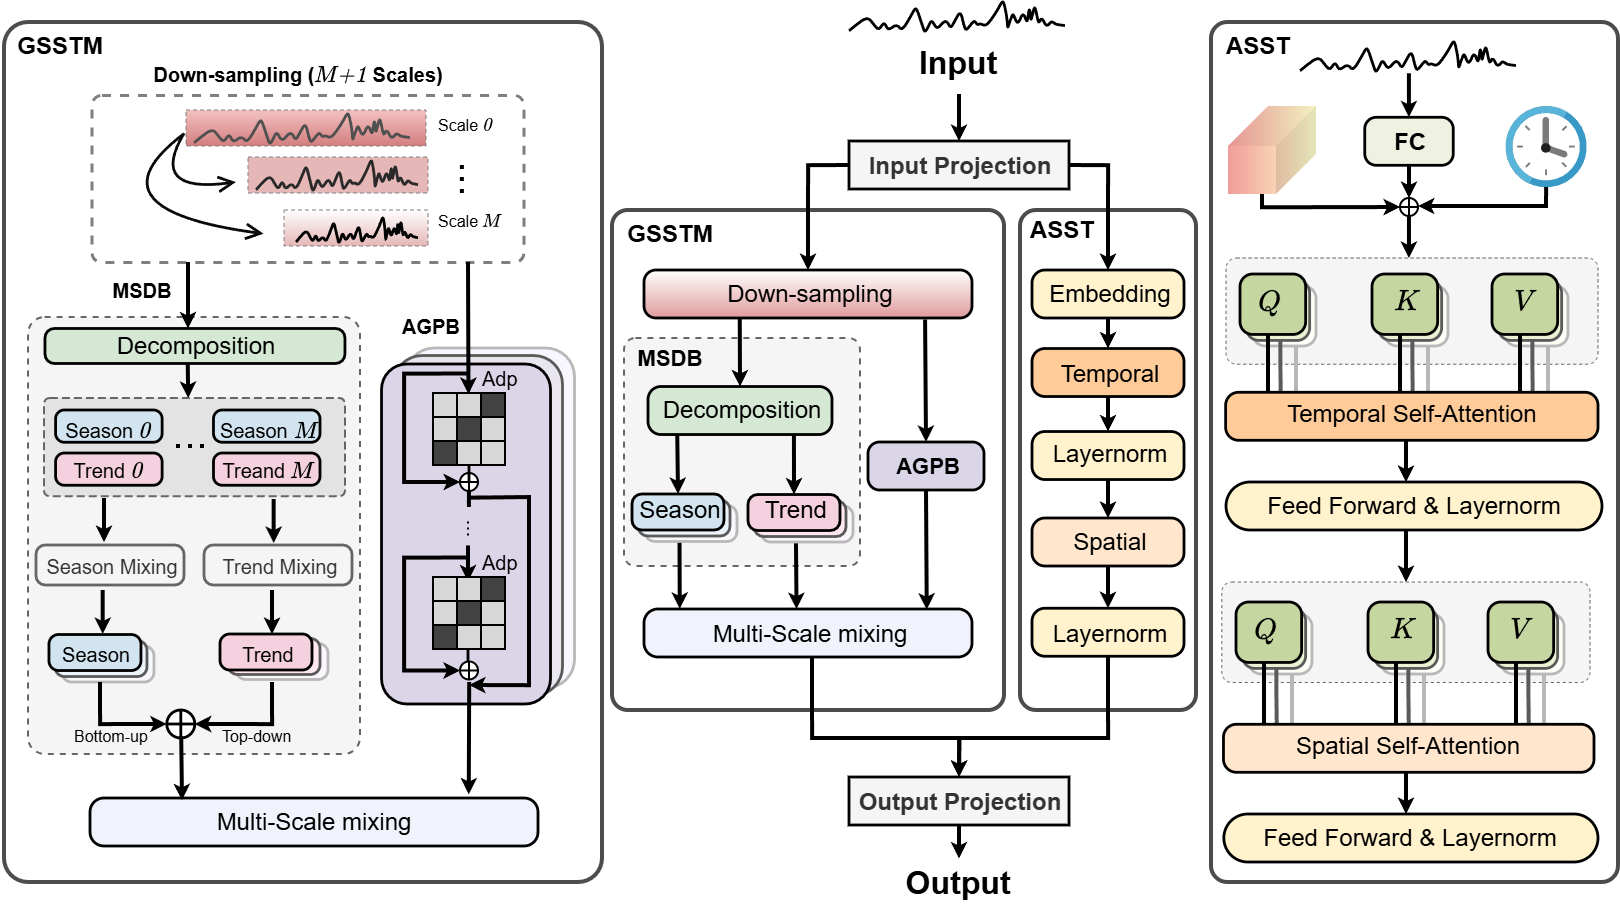 GSSTM
Down-sampling (M+1 Scales)
Scale 0
Scale M
MSDB
Decomposition
Season 0
Season M
...
Trend 0
Treand M
Season Mixing
Trend Mixing
Season
Trend
Bottom-up
Top-down
AGPB
Adp
Adp
Multi-Scale mixing
Input
Input Projection
GSSTM
Down-sampling
MSDB
Decomposition
Season
Trend
AGPB
Multi-Scale mixing
ASST
Embedding
Temporal
Layernorm
Spatial
Layernorm
Output Projection
Output
ASST
FC
Q
K
V
Temporal Self-Attention
Feed Forward & Layernorm
Q
K
V
Spatial Self-Attention
Feed Forward & Layernorm